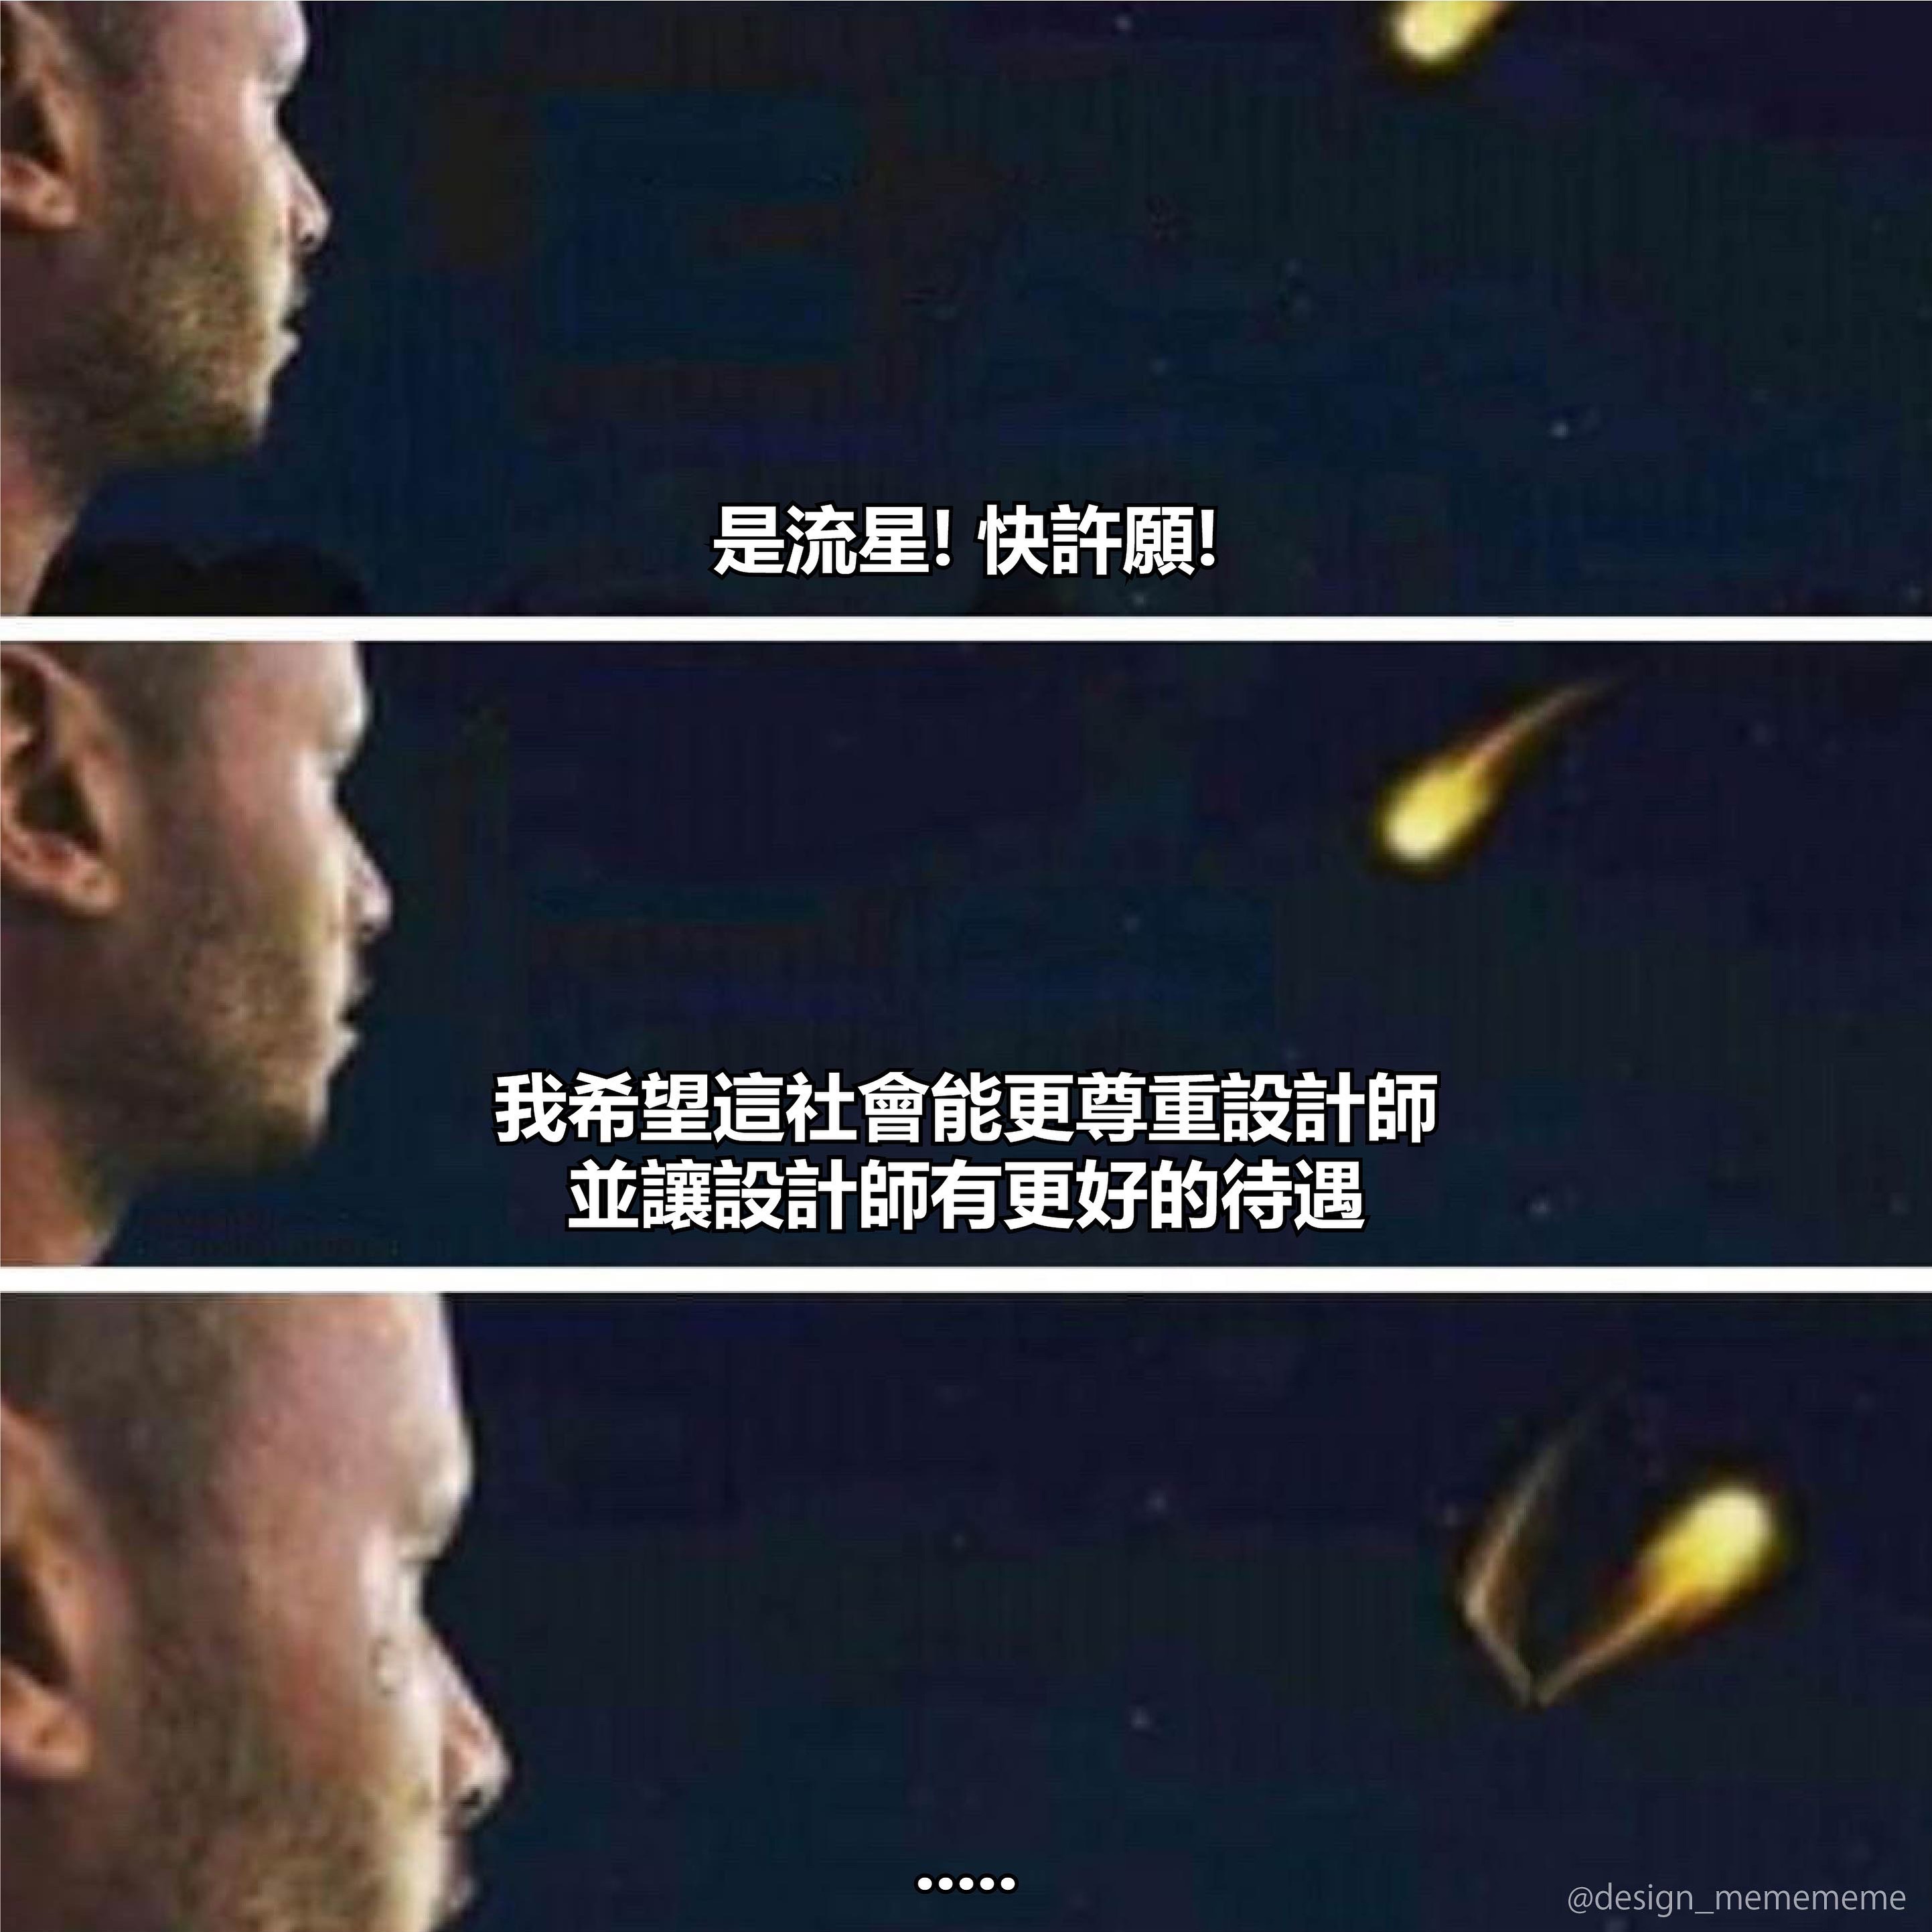 是流星! 快許願!
我希望這社會能更尊重設計師
並讓設計師有更好的待遇
.....
@design_memememe